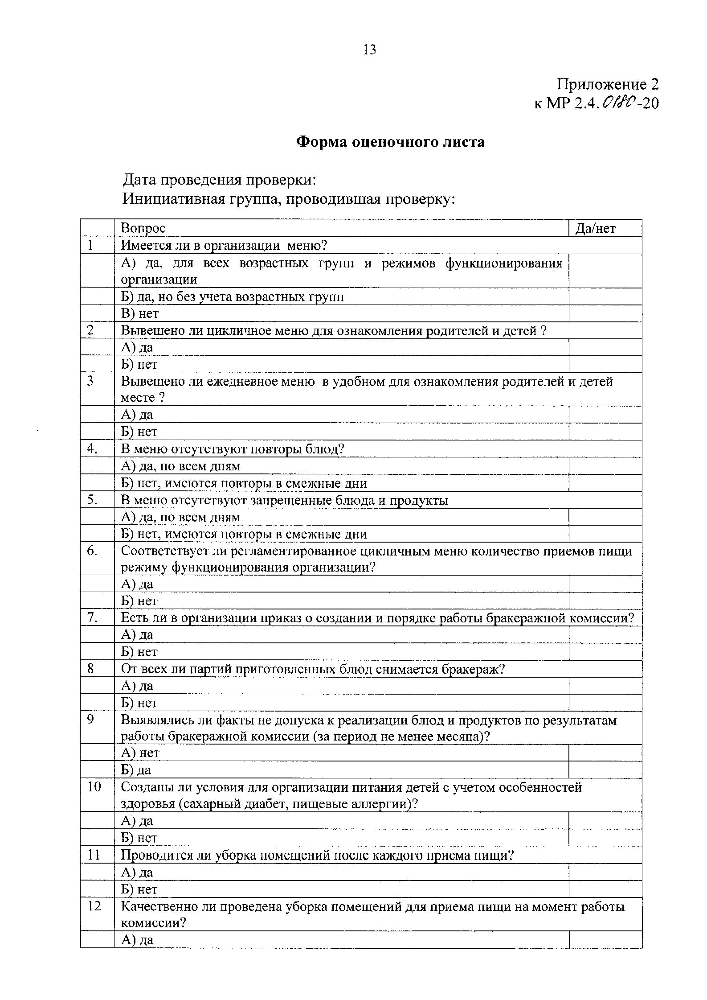 13
Приложение 2
к МР 2.4.0180-20
Форма оценочного листа
Дата проведения проверки:
Инициативная группа, проводившая проверку:
Вопрос Да/нет
1 Имеется ли в организации меню?
А) да, для всех возрастных групп и режимов функционирования
организации
Б) да, но без учета возрастных групп
В) нет
2 Вывешено ли цикличное меню для ознакомления родителей и детей ?
А) да
Б) нет
3 Вывешено ли ежедневное меню в удобном для ознакомления родителей и детей
месте ?
А) да
Б) нет
4. В меню отсутствуют повторы блюд?
А) да, по всем дням
Б) нет, имеются повторы в смежные дни
5. В меню отсутствуют запрещенные блюда и продукты
А) да, по всем дням
Б) нет, имеются повторы в смежные дни
6. Соответствует ли регламентированное цикличным меню количество приемов пищи
режиму функционирования организации?
А) да
Б) нет
7. Есть ли в организации приказ о создании и порядке работы бракеражной комиссии?
А) да
Б) нет
8 От всех ли партий приготовленных блюд снимается бракераж?
А) да
Б) нет
9 Выявлялись ли факты не допуска к реализации блюд и продуктов по результатам
работы бракеражной комиссии (за период не менее месяца)?
А) нет
Б) да
10 Созданы ли условия для организации питания детей с учетом особенностей
здоровья (сахарный диабет, пищевые аллергии)?
А) да
Б) нет
11 Проводится ли уборка помещений после каждого приема пищи?
А) да
Б) нет
12 Качественно ли проведена уборка помещений для приема пищи на момент работы
комиссии?
А) да